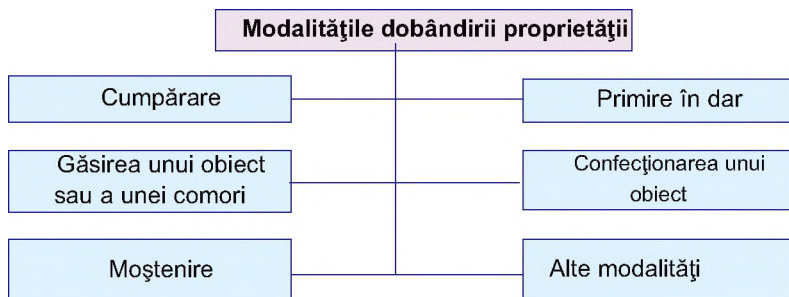 Modalităţile dobândirii proprietăţii
Cumpărare
Primire în dar
Găsirea unui obiect
sau a unei comori
Confecţionarea unui
obiect
Moştenire
Alte modalităţi